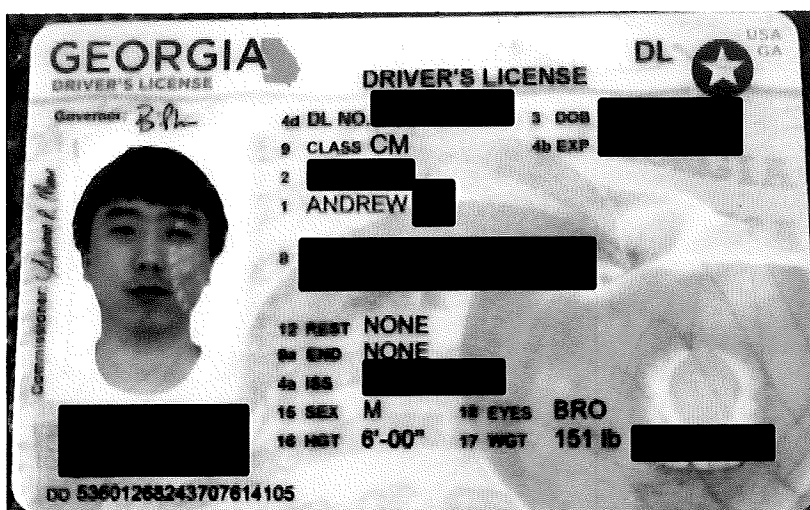 GEORGIA
USA
GA
DRIVER'S LICENSE
DL
DRIVER'S LICENSE
Governor
4d DL NO.
3 DOB
9 CLASS CM
4b EXP
2
1 ANDREW
8
Commissioner
12 REST NONE
9a END NONE
4a ISS
15 SEX M 18 EYES BRO
16 HGT 6'-00" 17 WGT 151 lb
DD 53601268243707614105